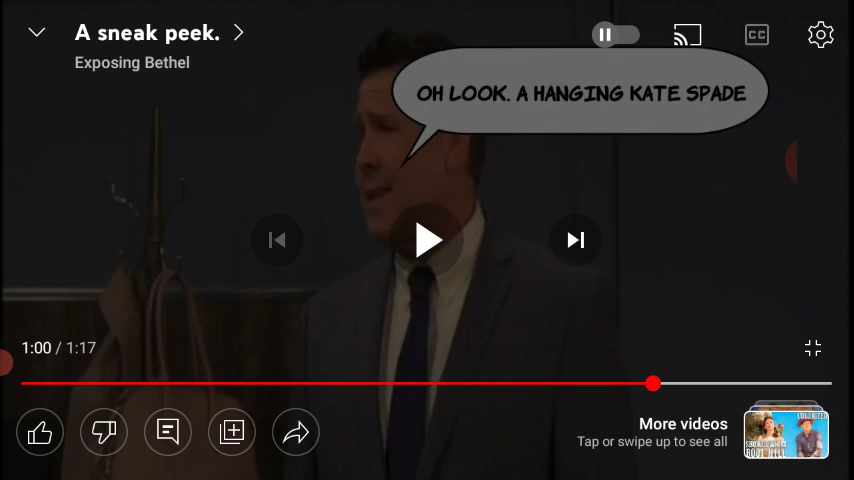 A sneak peek.
Exposing Bethel
CC
OH LOOK. A HANGING KATE SPADE
1:00 / 1:17
More videos
Tap or swipe up to see all